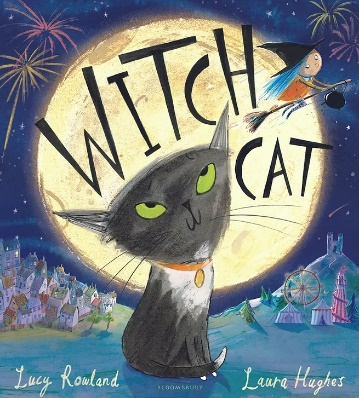 WITCH
CAT
Lucy Rowland
BLOOMSBURY
Laura Hughes